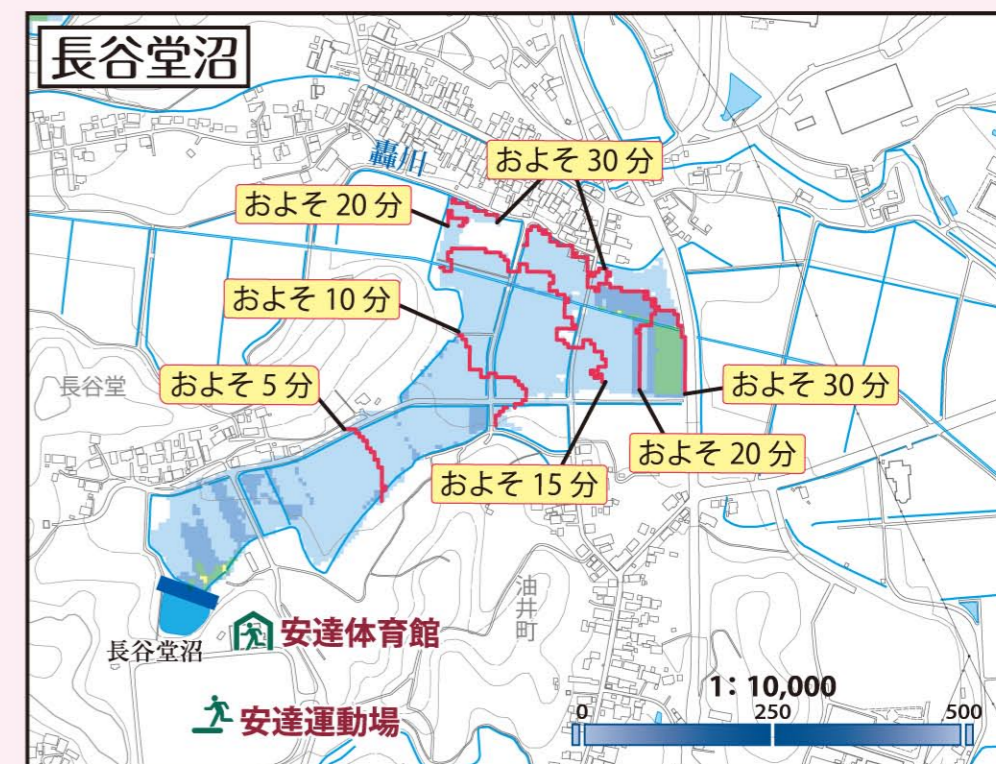 長谷堂沼
轟川
およそ 30 分
およそ 20 分
およそ 10 分
長谷堂
およそ 5 分
およそ 30 分
およそ 20 分
およそ 15 分
油井町
長谷堂沼
安達体育館
安達運動場
1: 10,000
0 250 500